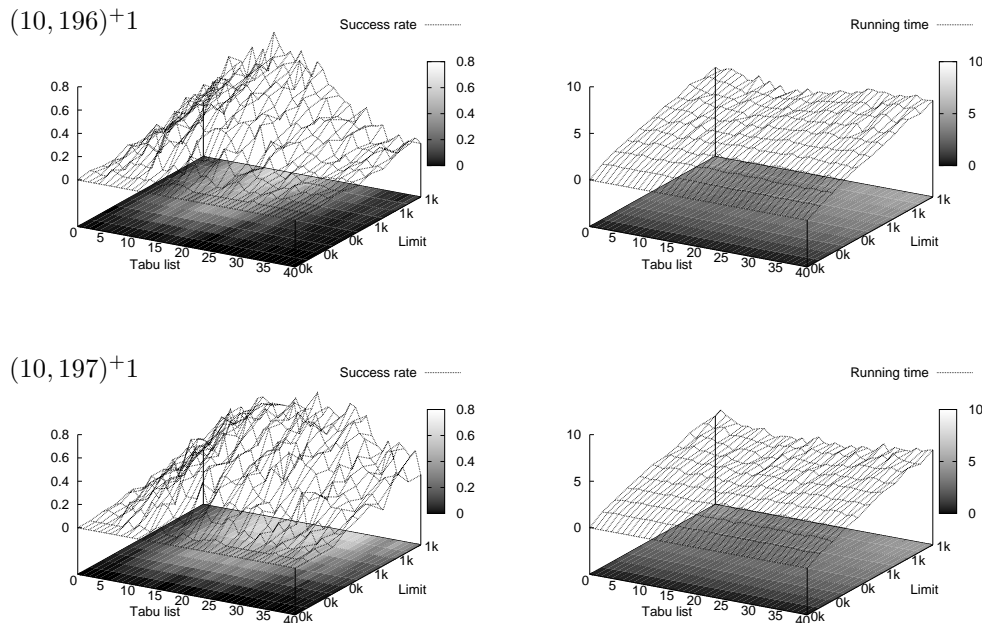 (10, 196)⁺1
Success rate
0.8
0.6
0.4
0.2
0
0.8
0.6
0.4
0.2
0
0
5
10
15
20
25
30
35
40
Tabu list
0k
0k
0k
1k
1k
1k
Limit
Running time
10
5
0
10
5
0
0
5
10
15
20
25
30
35
40
Tabu list
0k
0k
0k
1k
1k
1k
Limit
(10, 197)⁺1
Success rate
0.8
0.6
0.4
0.2
0
0.8
0.6
0.4
0.2
0
0
5
10
15
20
25
30
35
40
Tabu list
0k
0k
0k
1k
1k
1k
Limit
Running time
10
5
0
10
5
0
0
5
10
15
20
25
30
35
40
Tabu list
0k
0k
0k
1k
1k
1k
Limit